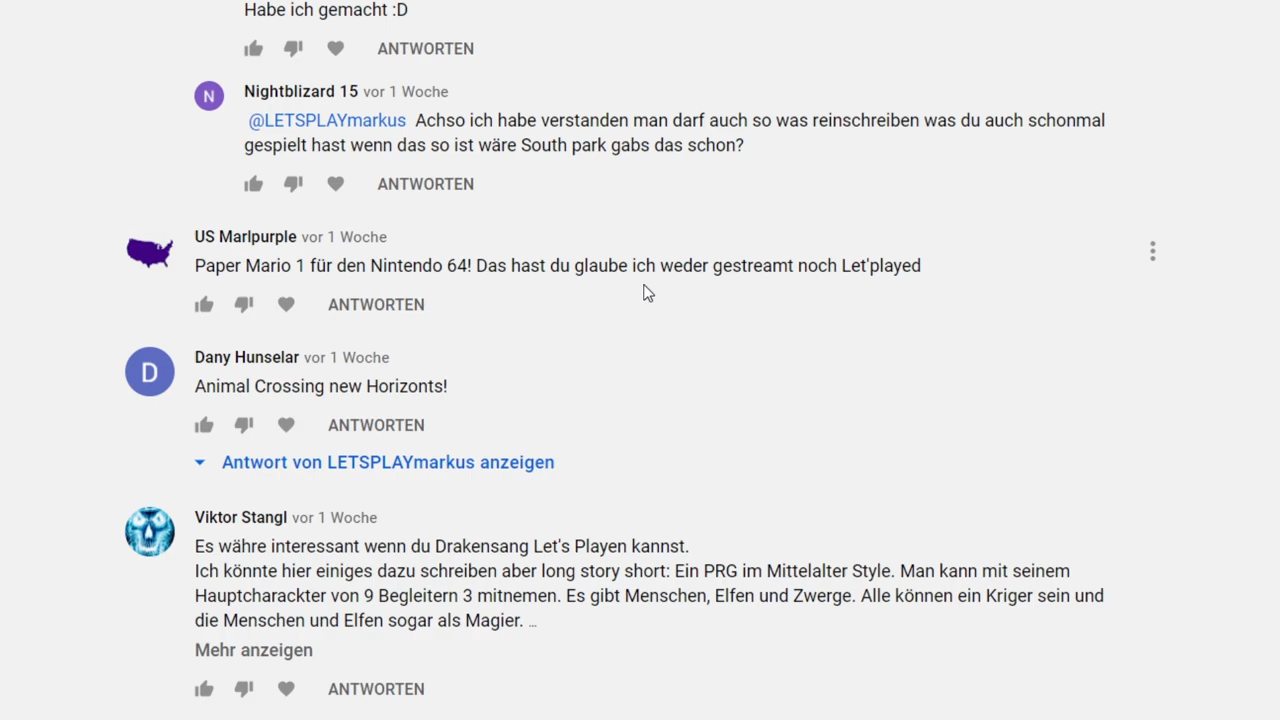 Habe ich gemacht :D
ANTWORTEN
N
Nightblizard 15 vor 1 Woche
@LETSPLAYmarkus Achso ich habe verstanden man darf auch so was reinschreiben was du auch schonmal
gespielt hast wenn das so ist wäre South park gabs das schon?
ANTWORTEN
US Marlpurple vor 1 Woche
Paper Mario 1 für den Nintendo 64! Das hast du glaube ich weder gestreamt noch Let'played
ANTWORTEN
D
Dany Hunselar vor 1 Woche
Animal Crossing new Horizonts!
ANTWORTEN
Antwort von LETSPLAYmarkus anzeigen
Viktor Stangl vor 1 Woche
Es währe interessant wenn du Drakensang Let's Playen kannst.
Ich könnte hier einiges dazu schreiben aber long story short: Ein PRG im Mittelalter Style. Man kann mit seinem
Hauptcharackter von 9 Begleitern 3 mitnemen. Es gibt Menschen, Elfen und Zwerge. Alle können ein Kriger sein und
die Menschen und Elfen sogar als Magier. …
Mehr anzeigen
ANTWORTEN